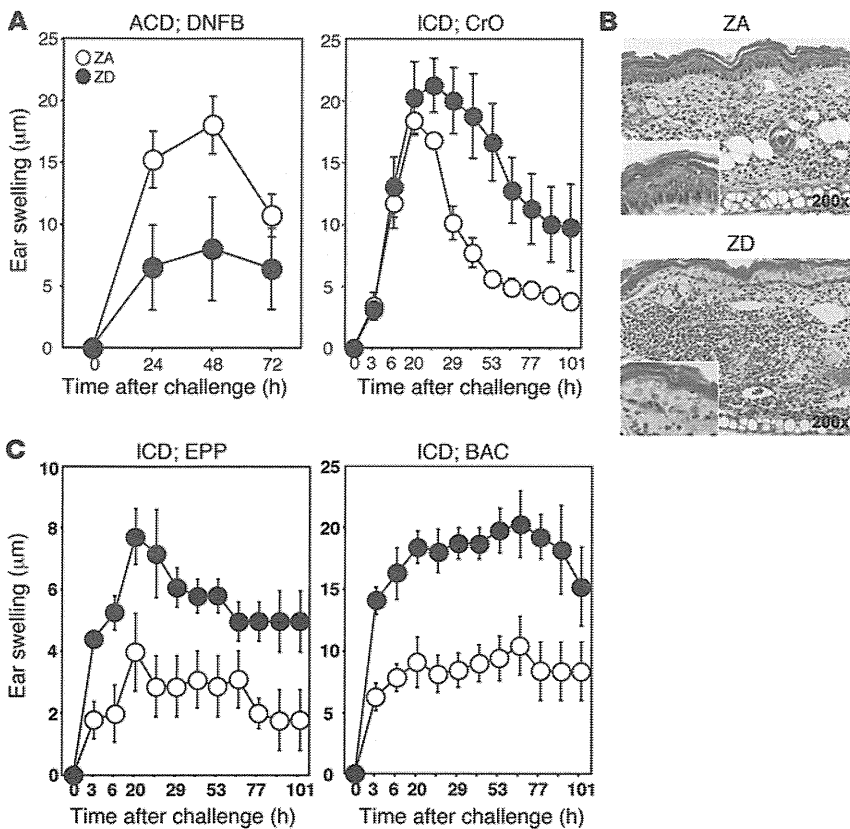 A
ACD; DNFB
ICD; CrO
B
ZA
25
20
15
10
5
0
ZA
ZD
Ear swelling (μm)
0 24 48 72
Time after challenge (h)
25
20
15
10
5
0
0 3 6 20 29 53 77 101
Time after challenge (h)
200x
ZD
200x
C
ICD; EPP
ICD; BAC
10
8
6
4
2
0
Ear swelling (μm)
0 3 6 20 29 53 77 101
Time after challenge (h)
25
20
15
10
5
0
0 3 6 20 29 53 77 101
Time after challenge (h)